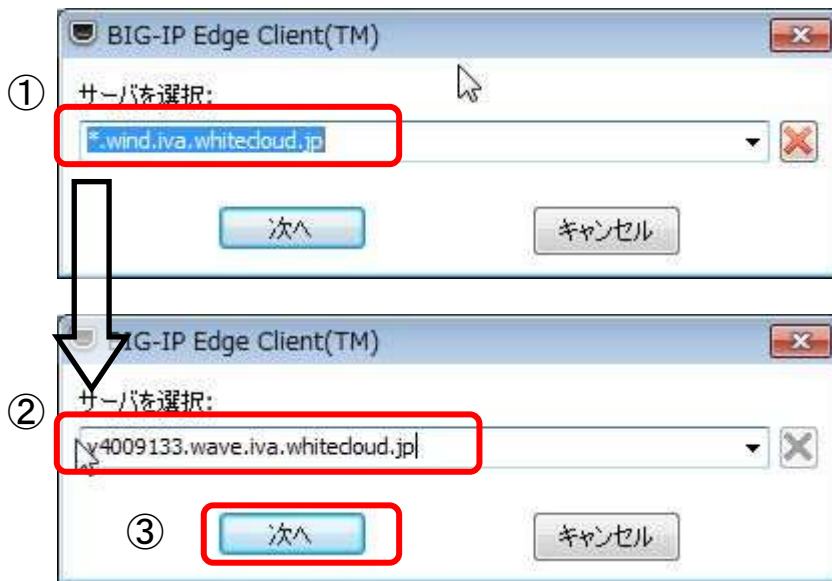 BIG-IP Edge Client(TM)
①
サーバを選択:
*.wind.iva.whitecloud.jp
次へ
キャンセル
BIG-IP Edge Client(TM)
②
サーバを選択:
v4009133.wave.iva.whitecloud.jp
③
次へ
キャンセル